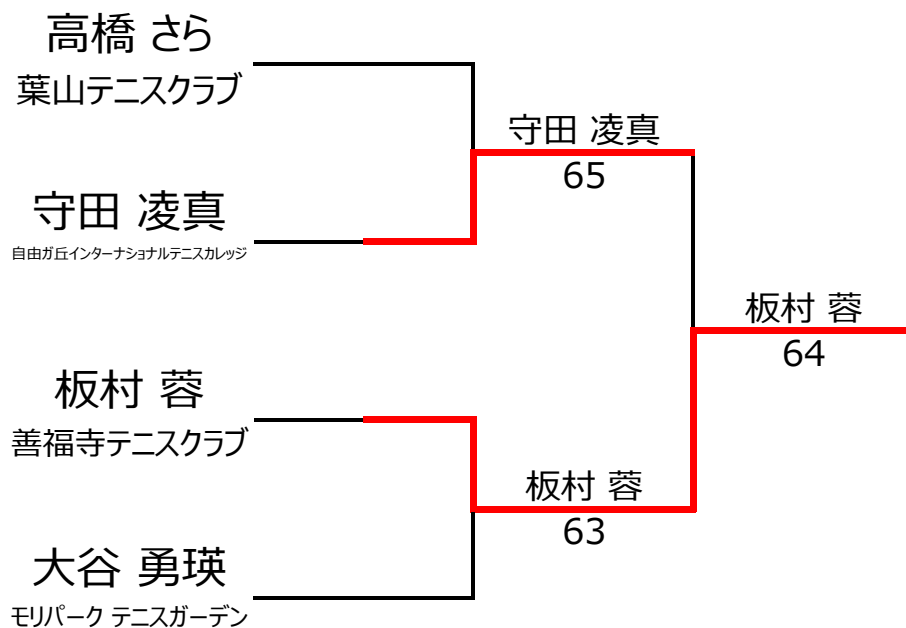 高橋 さら
葉山テニスクラブ
守田 凌真
65
守田 凌真
自由ガ丘インターナショナルテニスカレッジ
板村 蓉
64
板村 蓉
善福寺テニスクラブ
板村 蓉
63
大谷 勇瑛
モリパーク テニスガーデン